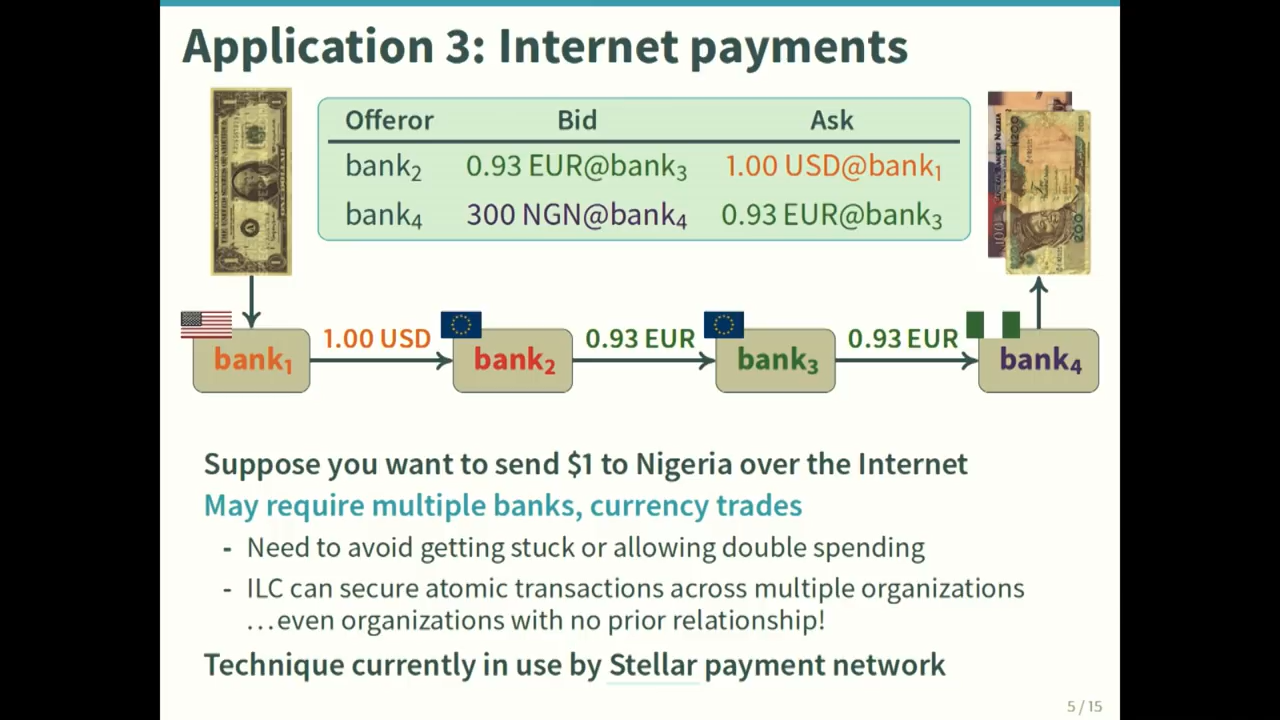 Application 3: Internet payments
Offeror Bid Ask
bank₂ 0.93 EUR@bank₃ 1.00 USD@bank₁
bank₄ 300 NGN@bank₄ 0.93 EUR@bank₃
1.00 USD 0.93 EUR 0.93 EUR
bank₁ bank₂ bank₃ bank₄
Suppose you want to send $1 to Nigeria over the Internet
May require multiple banks, currency trades
- Need to avoid getting stuck or allowing double spending
- ILC can secure atomic transactions across multiple organizations
…even organizations with no prior relationship!
Technique currently in use by Stellar payment network
5 / 15